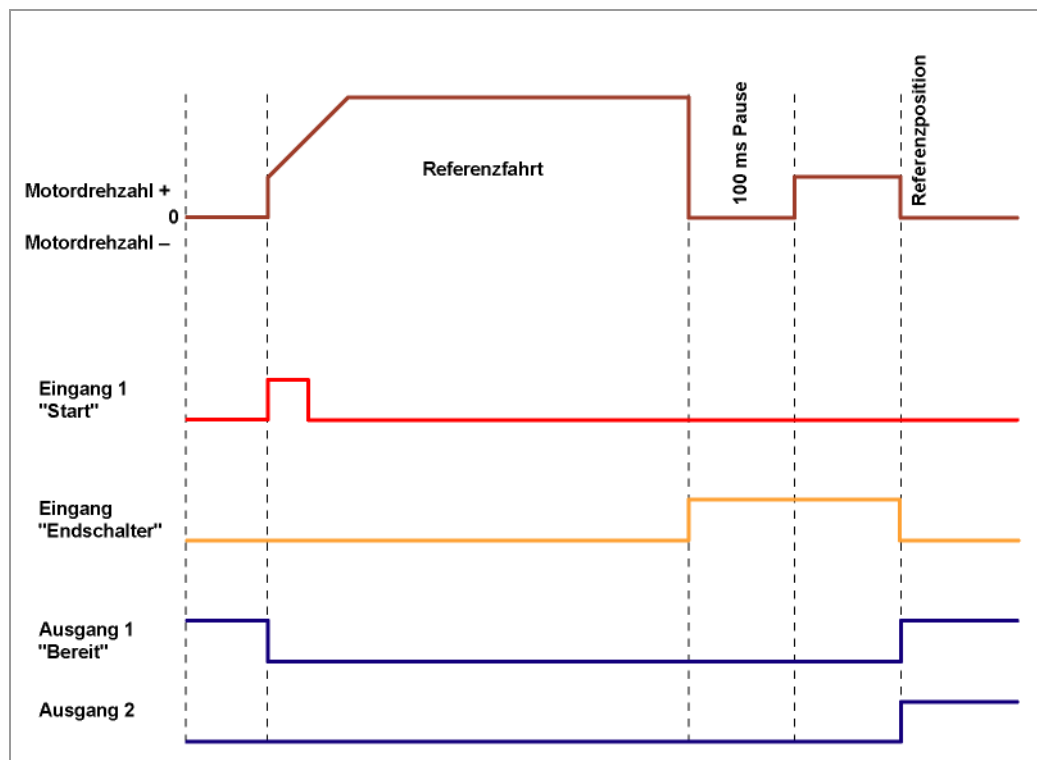 Referenzfahrt
100 ms Pause
Referenzposition
Motordrehzahl +
0
Motordrehzahl –
Eingang 1
"Start"
Eingang
"Endschalter"
Ausgang 1
"Bereit"
Ausgang 2